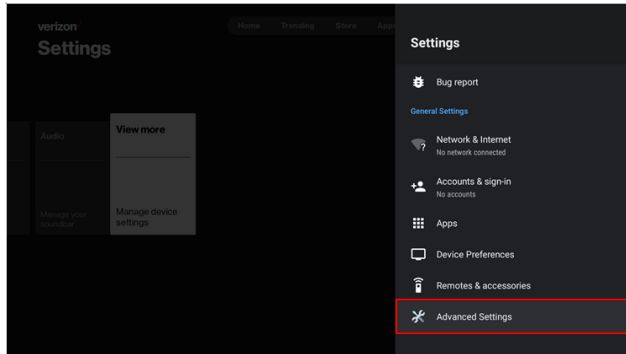 verizon
Settings
Home Trending Store Apps
Audio
Manage your
soundbar
View more
Manage device
settings
Settings
Bug report
General Settings
Network & Internet
No network connected
Accounts & sign-in
No accounts
Apps
Device Preferences
Remotes & accessories
Advanced Settings